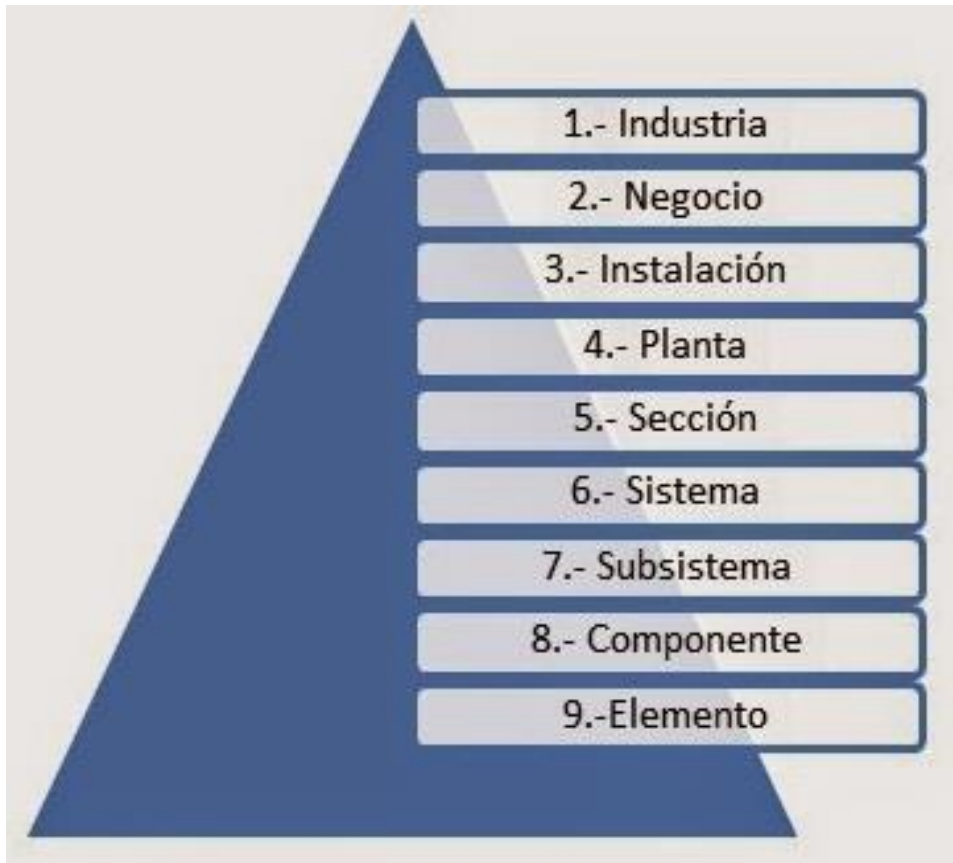 1.- Industria
2.- Negocio
3.- Instalación
4.- Planta
5.- Sección
6.- Sistema
7.- Subsistema
8.- Componente
9.-Elemento